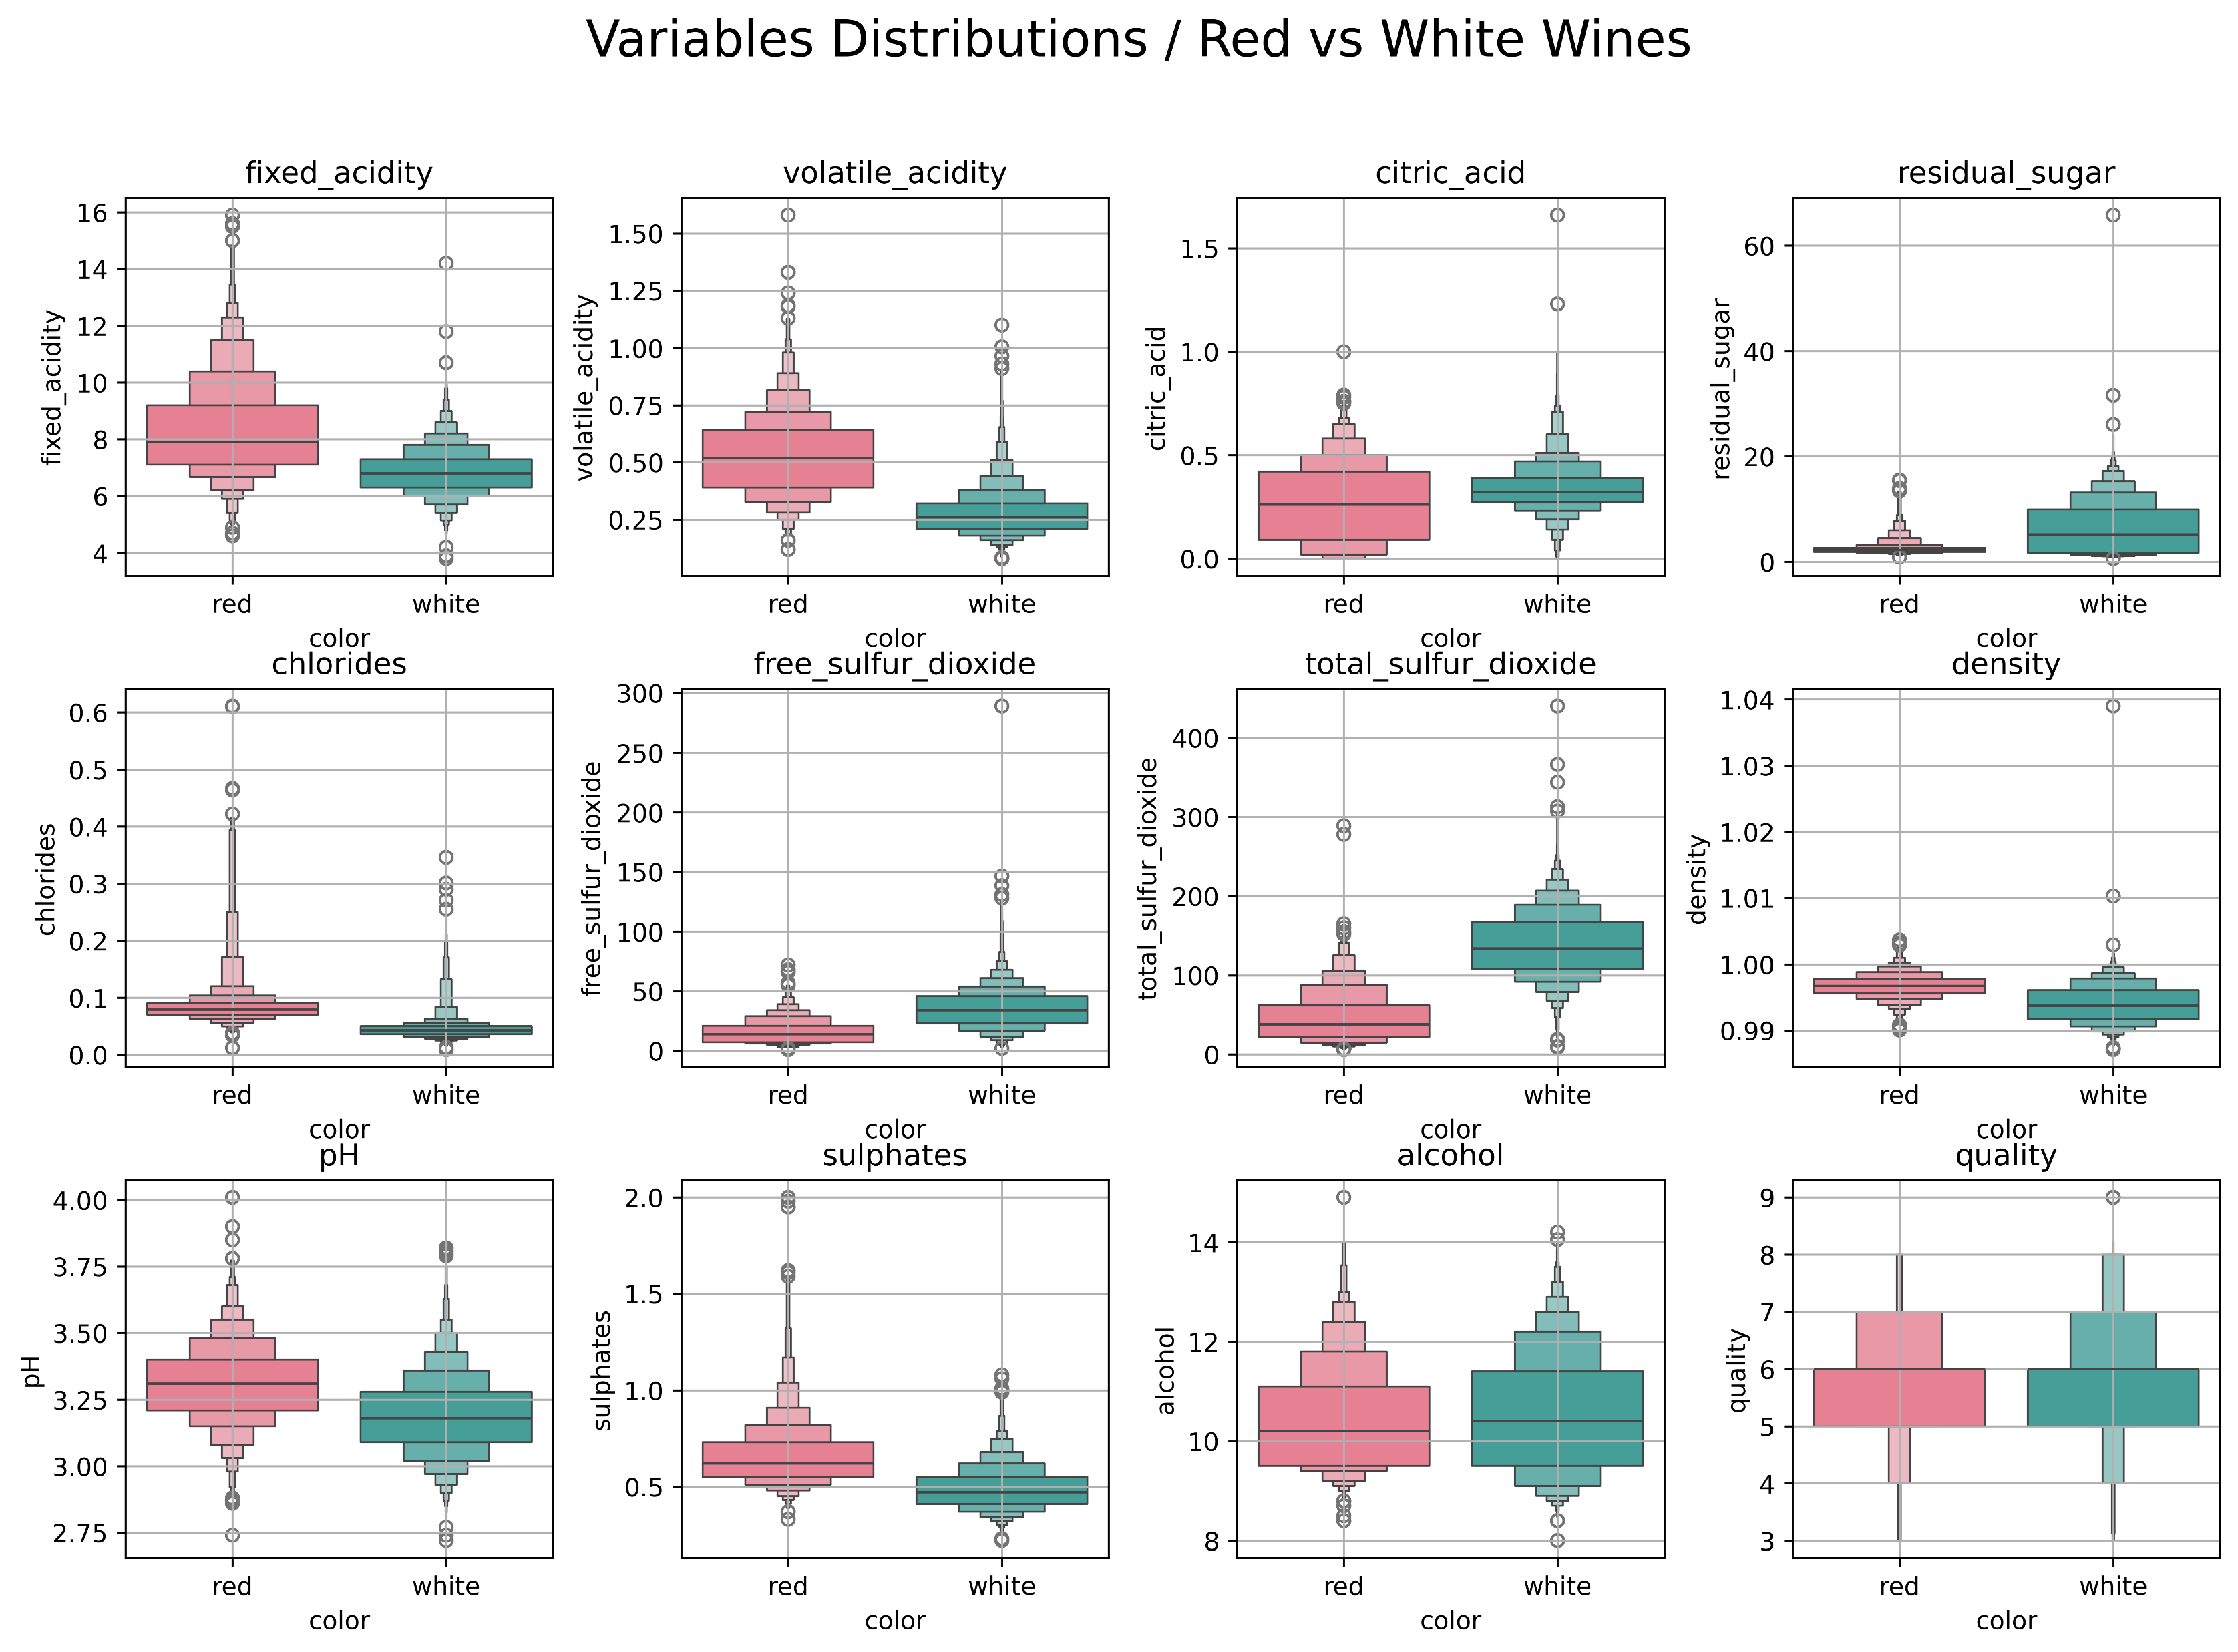 Variables Distributions / Red vs White Wines
fixed_acidity
volatile_acidity
citric_acid
residual_sugar
16
14
12
10
8
6
4
fixed_acidity
red
white
color
1.50
1.25
1.00
0.75
0.50
0.25
volatile_acidity
red
white
color
1.5
1.0
0.5
0.0
citric_acid
red
white
color
60
40
20
0
residual_sugar
red
white
color
chlorides
free_sulfur_dioxide
total_sulfur_dioxide
density
0.6
0.5
0.4
0.3
0.2
0.1
0.0
chlorides
red
white
color
300
250
200
150
100
50
0
free_sulfur_dioxide
red
white
color
400
300
200
100
0
total_sulfur_dioxide
red
white
color
1.04
1.03
1.02
1.01
1.00
0.99
density
red
white
color
pH
sulphates
alcohol
quality
4.00
3.75
3.50
3.25
3.00
2.75
pH
red
white
color
2.0
1.5
1.0
0.5
sulphates
red
white
color
14
12
10
8
alcohol
red
white
color
9
8
7
6
5
4
3
quality
red
white
color